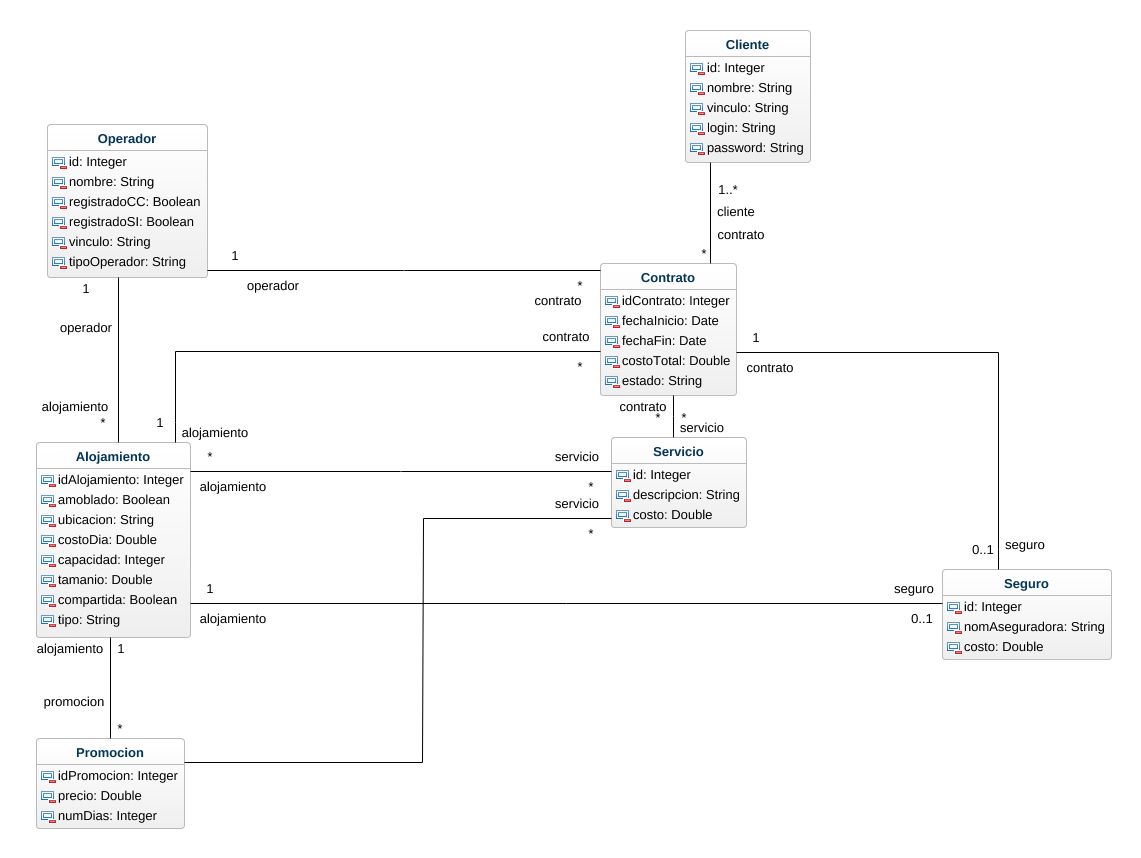 Cliente
id: Integer
nombre: String
vinculo: String
login: String
password: String
Operador
id: Integer
nombre: String
registradoCC: Boolean
registradoSI: Boolean
vinculo: String
tipoOperador: String
1..*
cliente
contrato
*
1
operador
*
contrato
Contrato
idContrato: Integer
fechaInicio: Date
fechaFin: Date
costoTotal: Double
estado: String
1
operador
alojamiento
*
contrato
*
1
alojamiento
1
contrato
contrato
*
*
servicio
Alojamiento
idAlojamiento: Integer
amoblado: Boolean
ubicacion: String
costoDia: Double
capacidad: Integer
tamanio: Double
compartida: Boolean
tipo: String
*
alojamiento
servicio
*
Servicio
id: Integer
descripcion: String
costo: Double
servicio
*
0..1
seguro
1
alojamiento
seguro
0..1
Seguro
id: Integer
nomAseguradora: String
costo: Double
alojamiento
1
promocion
*
Promocion
idPromocion: Integer
precio: Double
numDias: Integer